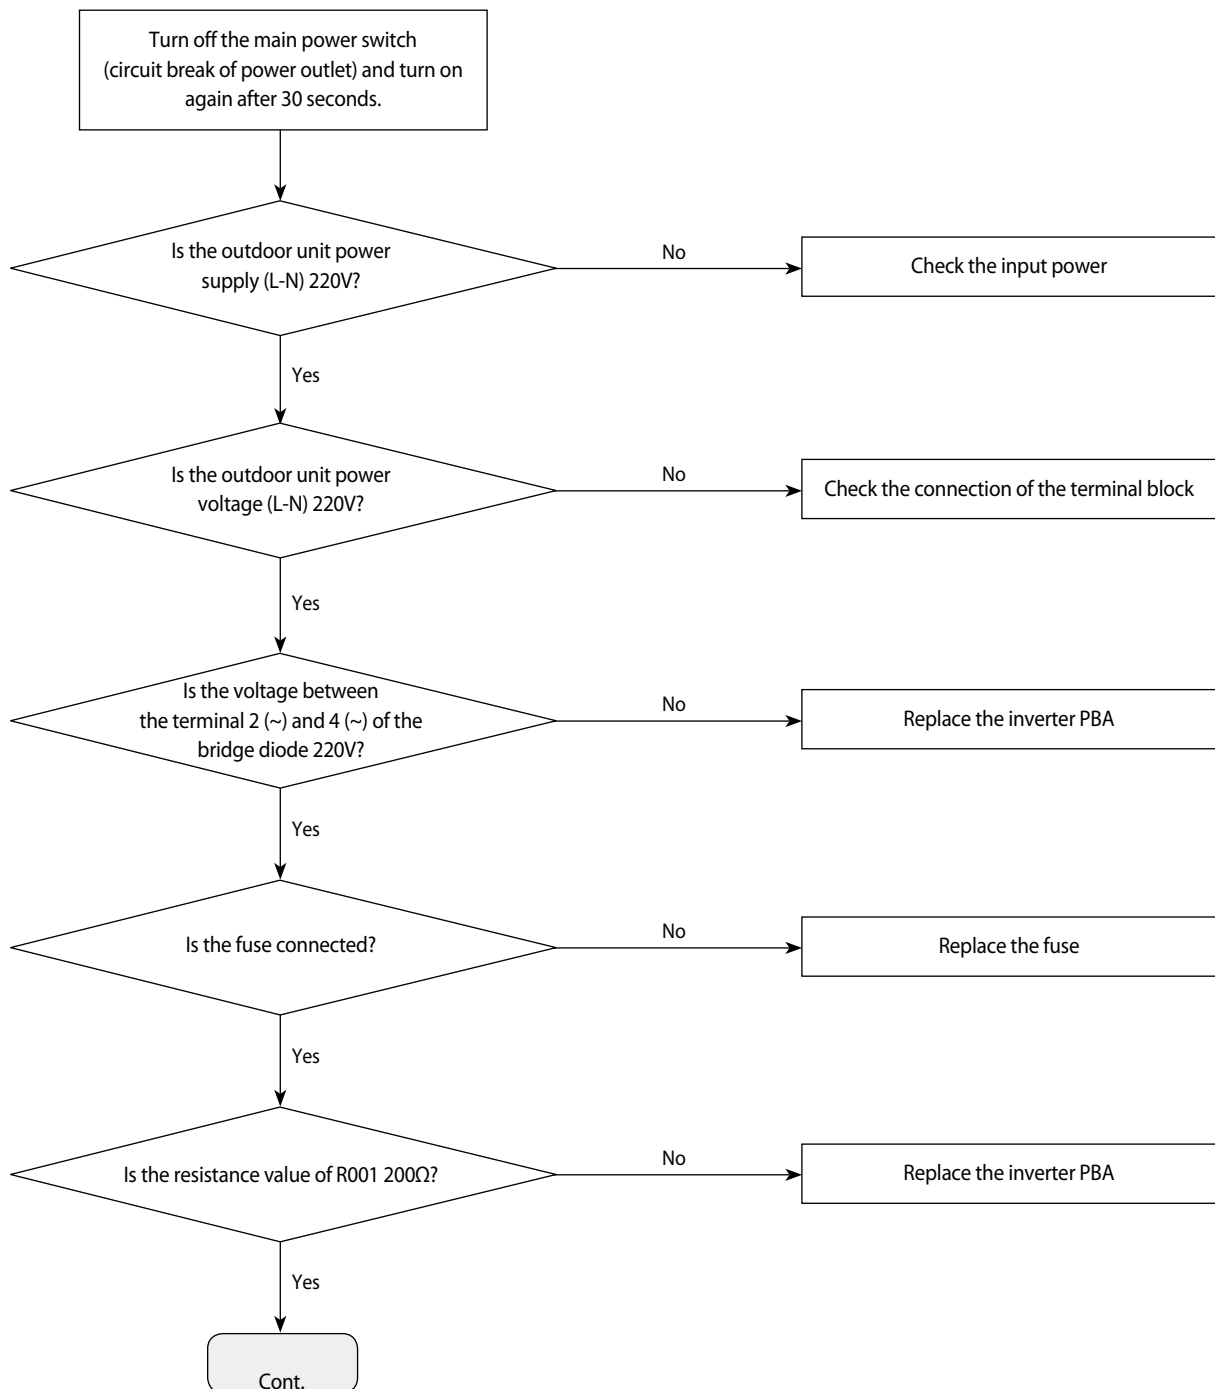 Turn off the main power switch
(circuit break of power outlet) and turn on
again after 30 seconds.
Is the outdoor unit power
supply (L-N) 220V?
No
Check the input power
Yes
Is the outdoor unit power
voltage (L-N) 220V?
No
Check the connection of the terminal block
Yes
Is the voltage between
the terminal 2 (~) and 4 (~) of the
bridge diode 220V?
No
Replace the inverter PBA
Yes
Is the fuse connected?
No
Replace the fuse
Yes
Is the resistance value of R001 200Ω?
No
Replace the inverter PBA
Yes
Cont.